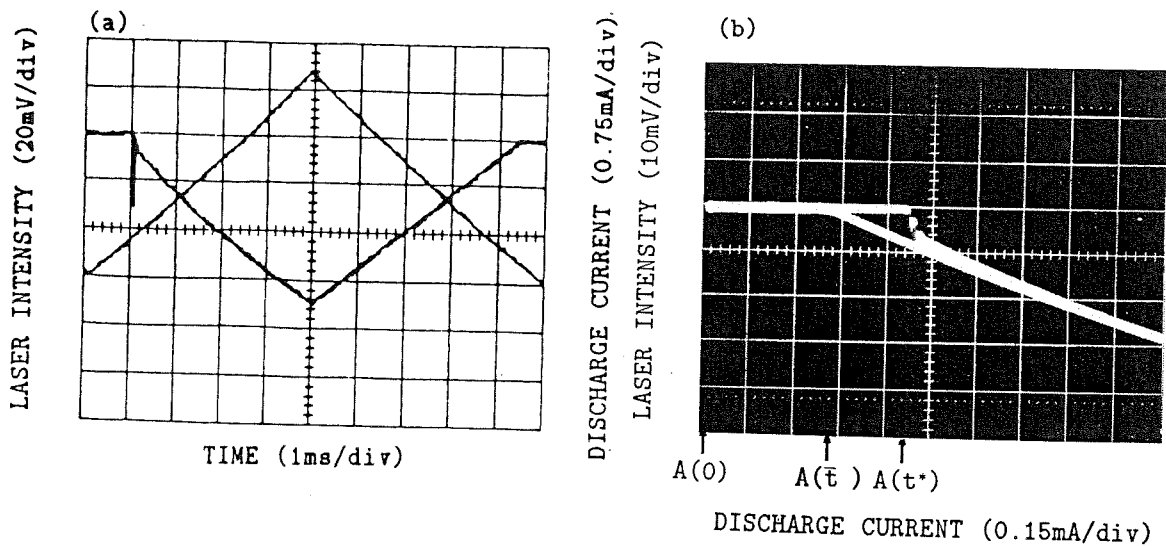 (a)
LASER INTENSITY (20mV/div)
DISCHARGE CURRENT (0.75mA/div)
TIME (1ms/div)
(b)
LASER INTENSITY (10mV/div)
A(0)
A(t̄ )
A(t*)
DISCHARGE CURRENT (0.15mA/div)